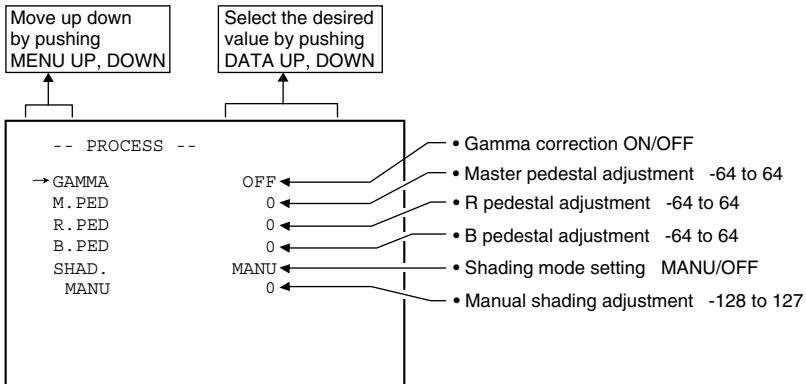 Move up down
by pushing
MENU UP, DOWN
Select the desired
value by pushing
DATA UP, DOWN
-- PROCESS --
→GAMMA OFF
M.PED 0
R.PED 0
B.PED 0
SHAD. MANU
MANU 0
• Gamma correction ON/OFF
• Master pedestal adjustment -64 to 64
• R pedestal adjustment -64 to 64
• B pedestal adjustment -64 to 64
• Shading mode setting MANU/OFF
• Manual shading adjustment -128 to 127